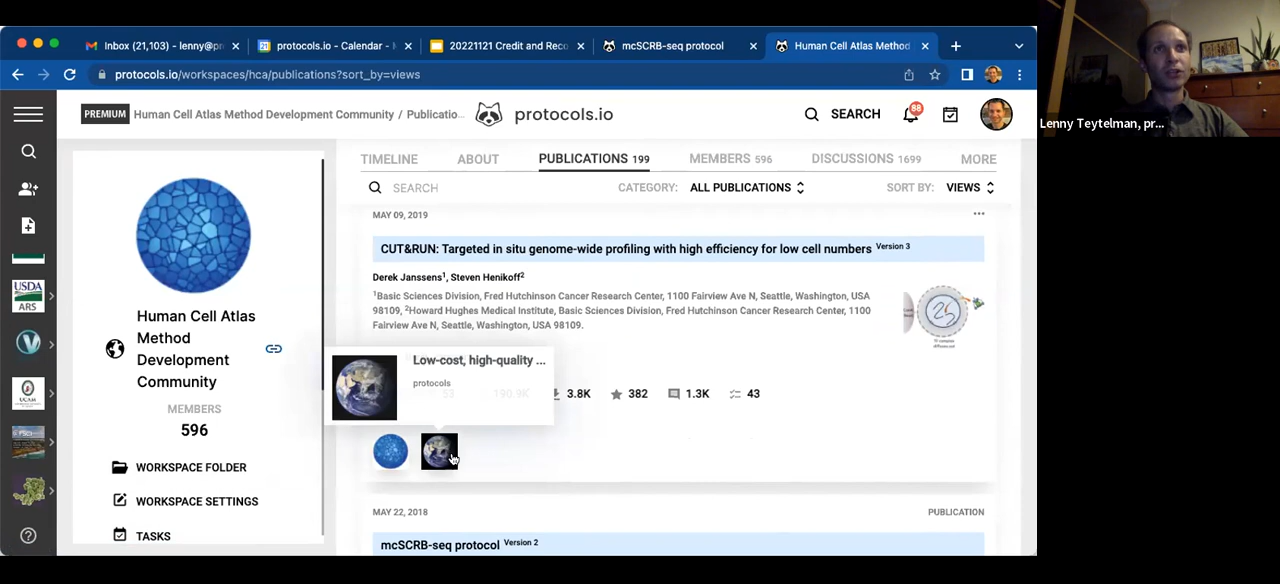 Inbox (21,103) - lenny@pr
protocols.io - Calendar -
20221121 Credit and Reco
mcSCRB-seq protocol
Human Cell Atlas Method
protocols.io/workspaces/hca/publications?sort_by=views
PREMIUM Human Cell Atlas Method Development Community / Publicatio...
protocols.io
SEARCH
88
Lenny Teytelman, pr...
TIMELINE ABOUT PUBLICATIONS 199 MEMBERS 596 DISCUSSIONS 1699 MORE
SEARCH CATEGORY: ALL PUBLICATIONS SORT BY: VIEWS
MAY 09, 2019
CUT&RUN: Targeted in situ genome-wide profiling with high efficiency for low cell numbers Version 3
Derek Janssens1, Steven Henikoff2
1Basic Sciences Division, Fred Hutchinson Cancer Research Center, 1100 Fairview Ave N, Seattle, Washington, USA
98109, 2Howard Hughes Medical Institute, Basic Sciences Division, Fred Hutchinson Cancer Research Center, 1100
Fairview Ave N, Seattle, Washington, USA 98109.
Low-cost, high-quality ...
protocols
53 190.9K 3.8K 382 1.3K 43
MAY 22, 2018 PUBLICATION
mcSCRB-seq protocol Version 2
Human Cell Atlas
Method
Development
Community
MEMBERS
596
WORKSPACE FOLDER
WORKSPACE SETTINGS
TASKS
USDA
ARS